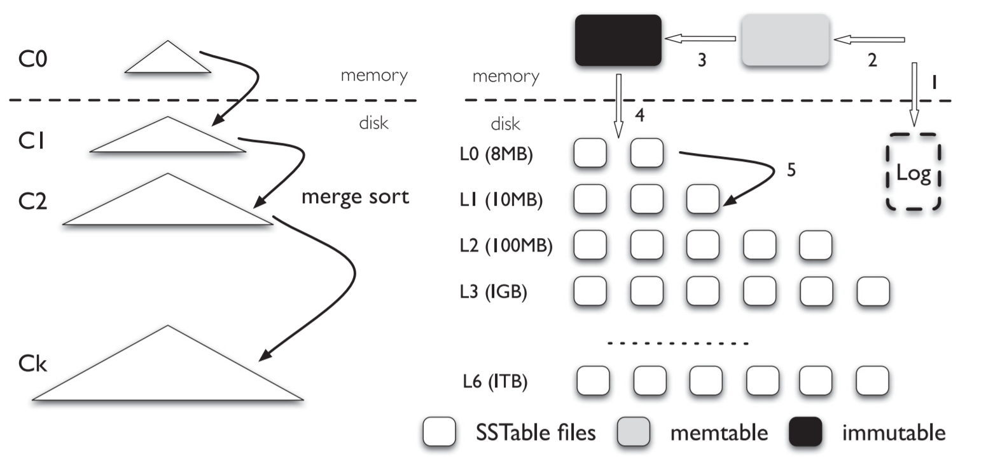 C0
memory
disk
C1
C2
merge sort
Ck
memory
disk
3
2
1
4
L0 (8MB)
5
Log
L1 (10MB)
L2 (100MB)
L3 (1GB)
L6 (1TB)
SSTable files
memtable
immutable